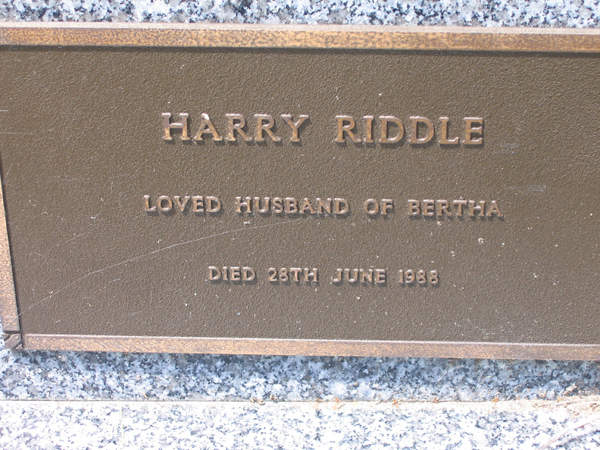 HARRY RIDDLE
LOVED HUSBAND OF BERTHA
DIED 28TH JUNE 1988